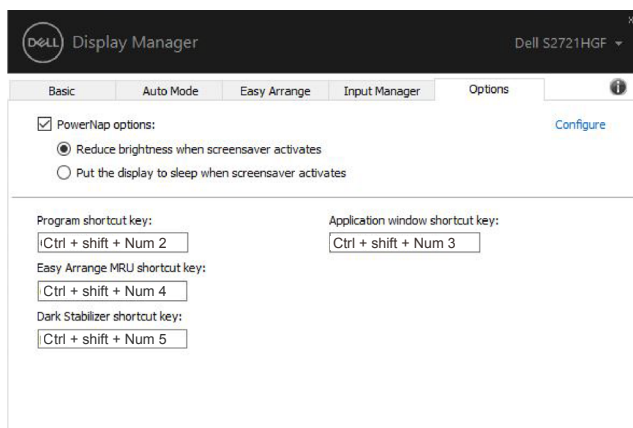 DELL Display Manager
Dell S2721HGF
Basic Auto Mode Easy Arrange Input Manager Options
PowerNap options:
Configure
Reduce brightness when screensaver activates
Put the display to sleep when screensaver activates
Program shortcut key:
Application window shortcut key:
Ctrl + shift + Num 2
Ctrl + shift + Num 3
Easy Arrange MRU shortcut key:
Ctrl + shift + Num 4
Dark Stabilizer shortcut key:
Ctrl + shift + Num 5